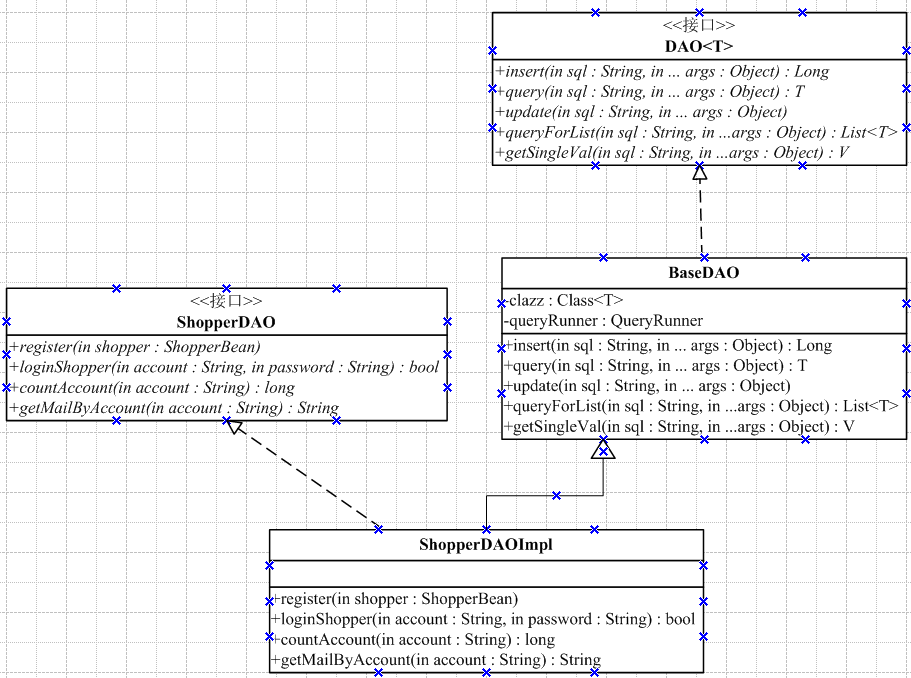 <<接口>>
DAO<T>
+insert(in sql : String, in ... args : Object) : Long
+query(in sql : String, in ... args : Object) : T
+update(in sql : String, in ... args : Object)
+queryForList(in sql : String, in ...args : Object) : List<T>
+getSingleVal(in sql : String, in ...args : Object) : V
BaseDAO
-clazz : Class<T>
-queryRunner : QueryRunner
+insert(in sql : String, in ... args : Object) : Long
+query(in sql : String, in ... args : Object) : T
+update(in sql : String, in ... args : Object)
+queryForList(in sql : String, in ...args : Object) : List<T>
+getSingleVal(in sql : String, in ...args : Object) : V
<<接口>>
ShopperDAO
+register(in shopper : ShopperBean)
+loginShopper(in account : String, in password : String) : bool
+countAccount(in account : String) : long
+getMailByAccount(in account : String) : String
ShopperDAOImpl
+register(in shopper : ShopperBean)
+loginShopper(in account : String, in password : String) : bool
+countAccount(in account : String) : long
+getMailByAccount(in account : String) : String